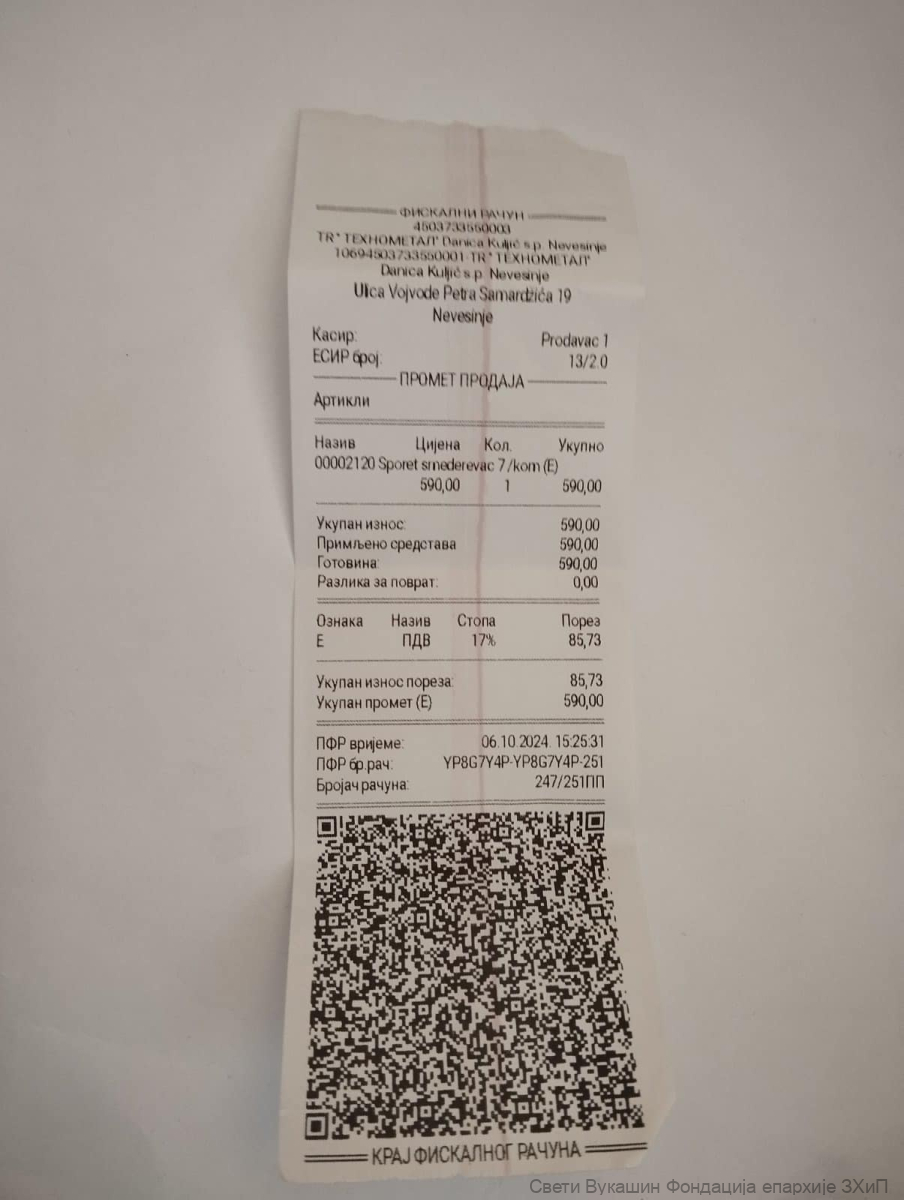 ФИСКАЛНИ РАЧУН
4503733550003
TR" ТЕХНОМЕТАЛ" Danica Kuljić s.p. Nevesinje
10694503733550001-TR " ТЕХНОМЕТАЛ"
Danica Kuljić s.p. Nevesinje
Ulica Vojvode Petra Samardžića 19
Nevesinje
Касир: Prodavac 1
ЕСИР број: 13/2.0
ПРОМЕТ ПРОДАЈА
Артикли
Назив Цијена Кол. Укупно
00002120 Sporet smederevac 7 /kom (E)
590,00 1 590,00
Укупан износ: 590,00
Примљено средстава 590,00
Готовина: 590,00
Разлика за поврат: 0,00
Ознака Назив Стопа Порез
Е ПДВ 17% 85,73
Укупан износ пореза: 85,73
Укупан промет (Е) 590,00
ПФР вријеме: 06.10.2024. 15:25:31
ПФР бр.рач: YP8G7Y4P-YP8G7Y4P-251
Бројач рачуна: 247/251ПП
КРАЈ ФИСКАЛНОГ РАЧУНА
Свети Вукашин Фондација епархије ЗХиП